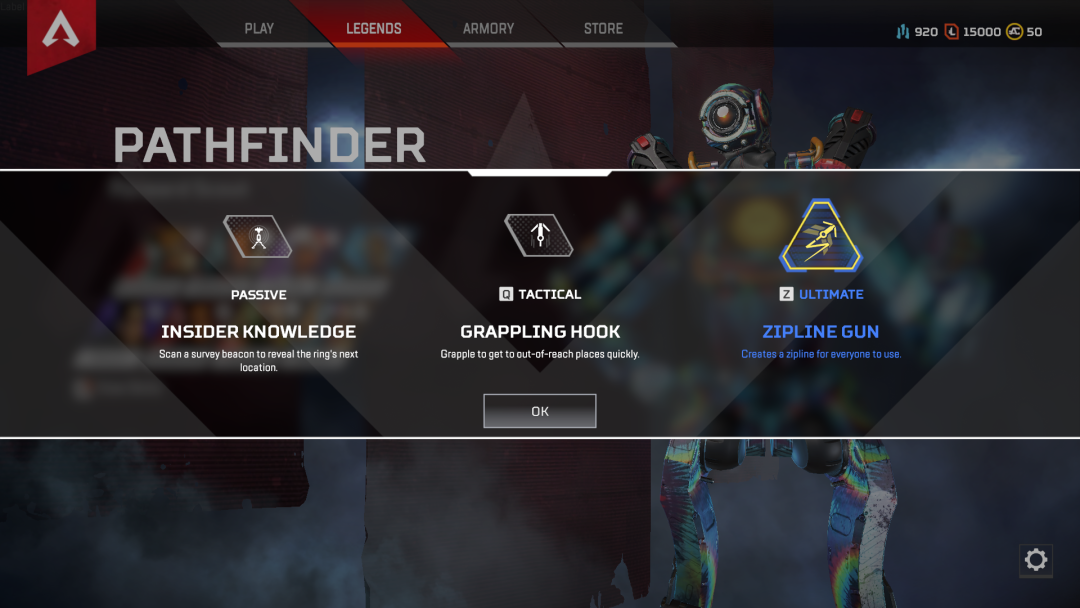 PLAY
LEGENDS
ARMORY
STORE
920
15000
50
PATHFINDER
PASSIVE
INSIDER KNOWLEDGE
Scan a survey beacon to reveal the ring's next
location.
Q TACTICAL
GRAPPLING HOOK
Grapple to get to out-of-reach places quickly.
Z ULTIMATE
ZIPLINE GUN
Creates a zipline for everyone to use.
OK